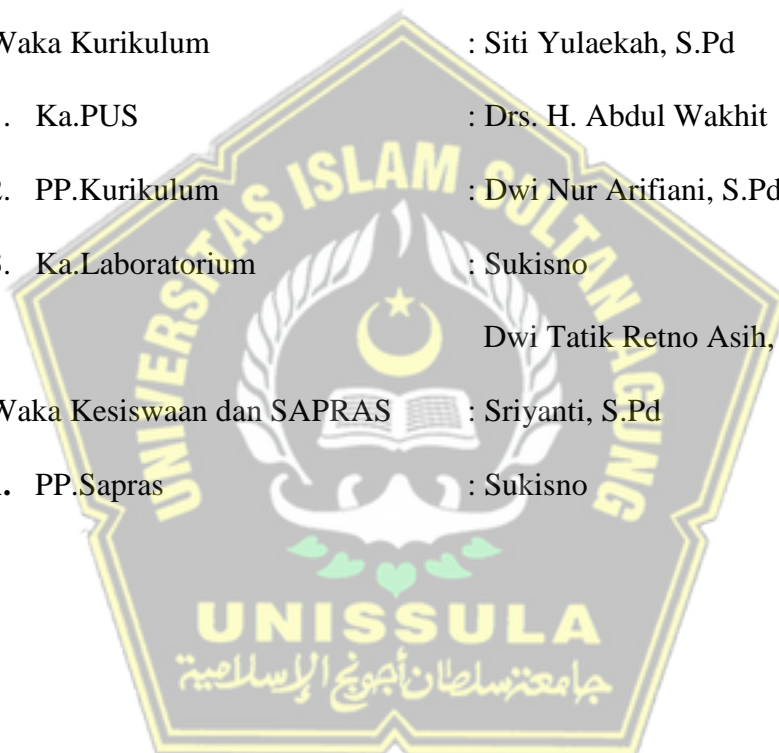 Waka Kurikulum : Siti Yulaekah, S.Pd
. Ka.PUS : Drs. H. Abdul Wakhit
2. PP.Kurikulum : Dwi Nur Arifiani, S.Pd
3. Ka.Laboratorium : Sukisno
Dwi Tatik Retno Asih,
Waka Kesiswaan dan SAPRAS : Sriyanti, S.Pd
. PP.Sapras : Sukisno
UNIVERSITAS ISLAM SULTAN AGUNG
UNISSULA
جامعة سلطان أجونج الإسلامية